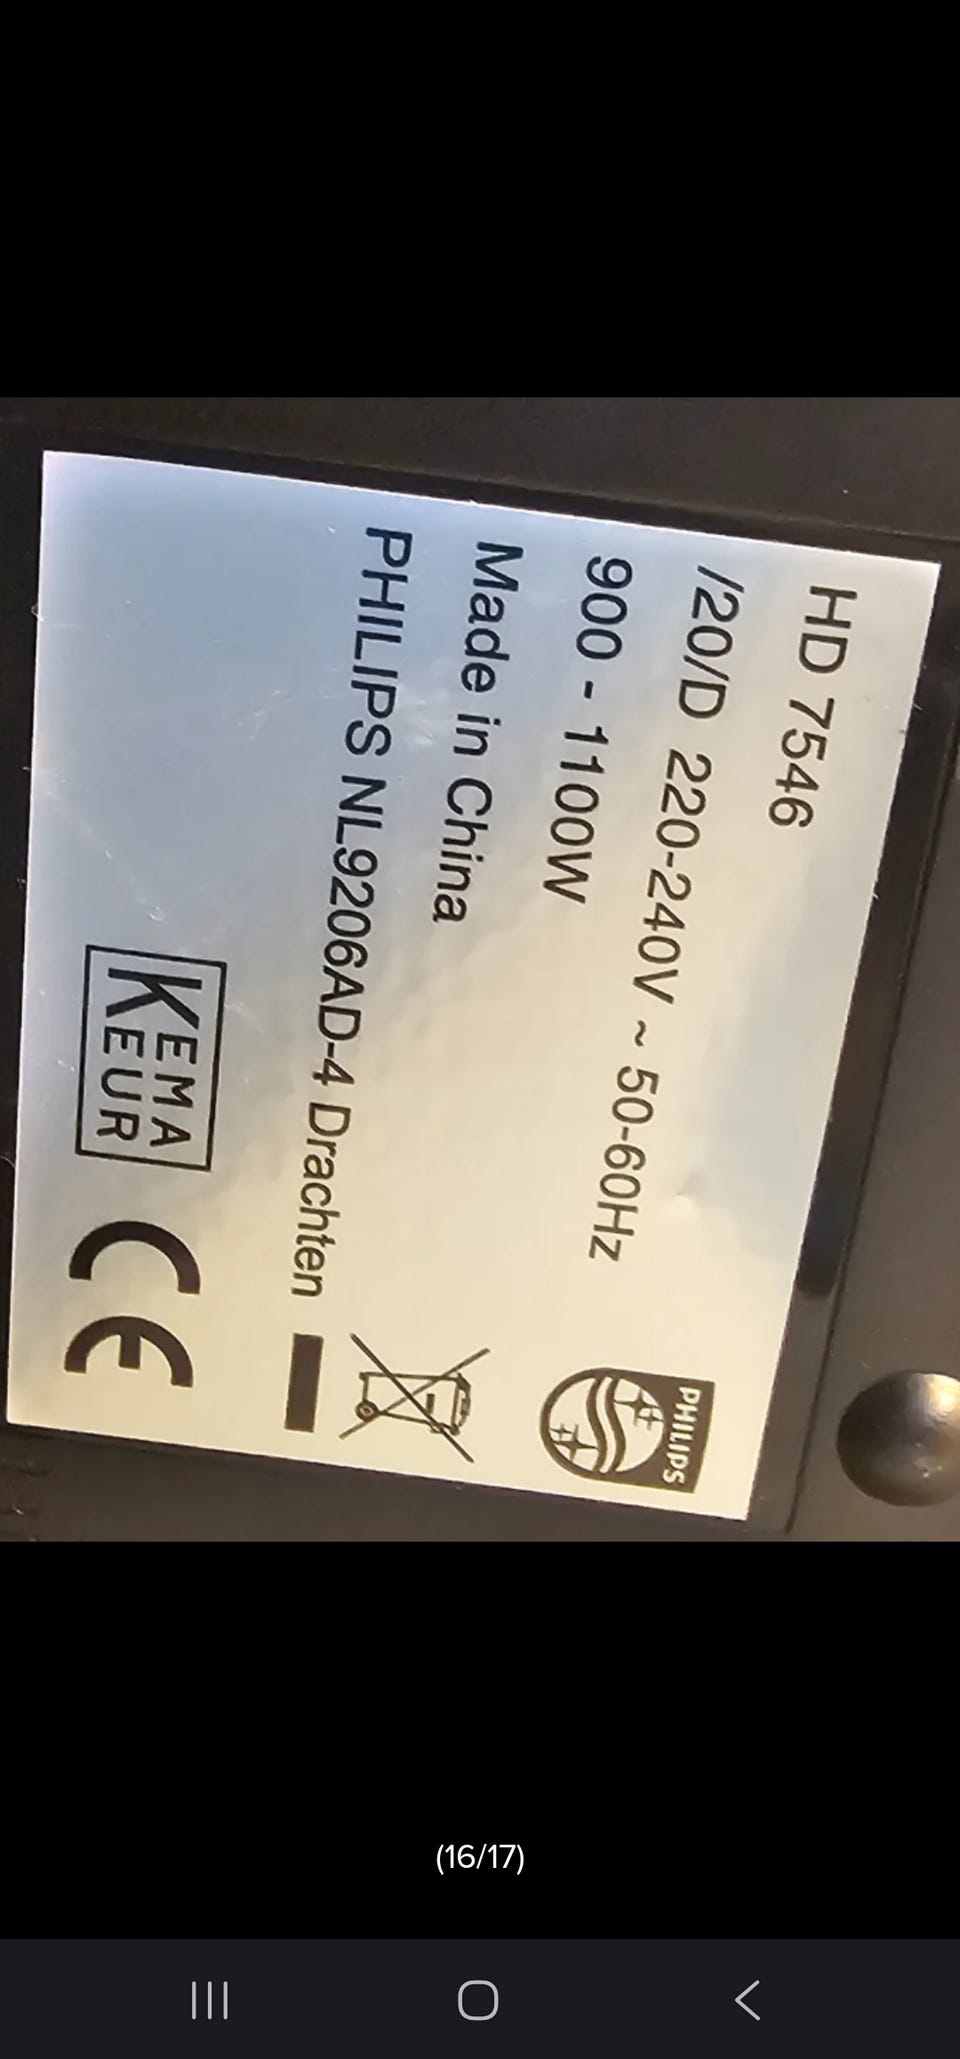 HD 7546
/20/D 220-240V ~ 50-60Hz
900 - 1100W
Made in China
PHILIPS NL9206AD-4 Drachten
PHILIPS
KEMA
KEUR
CE
(16/17)